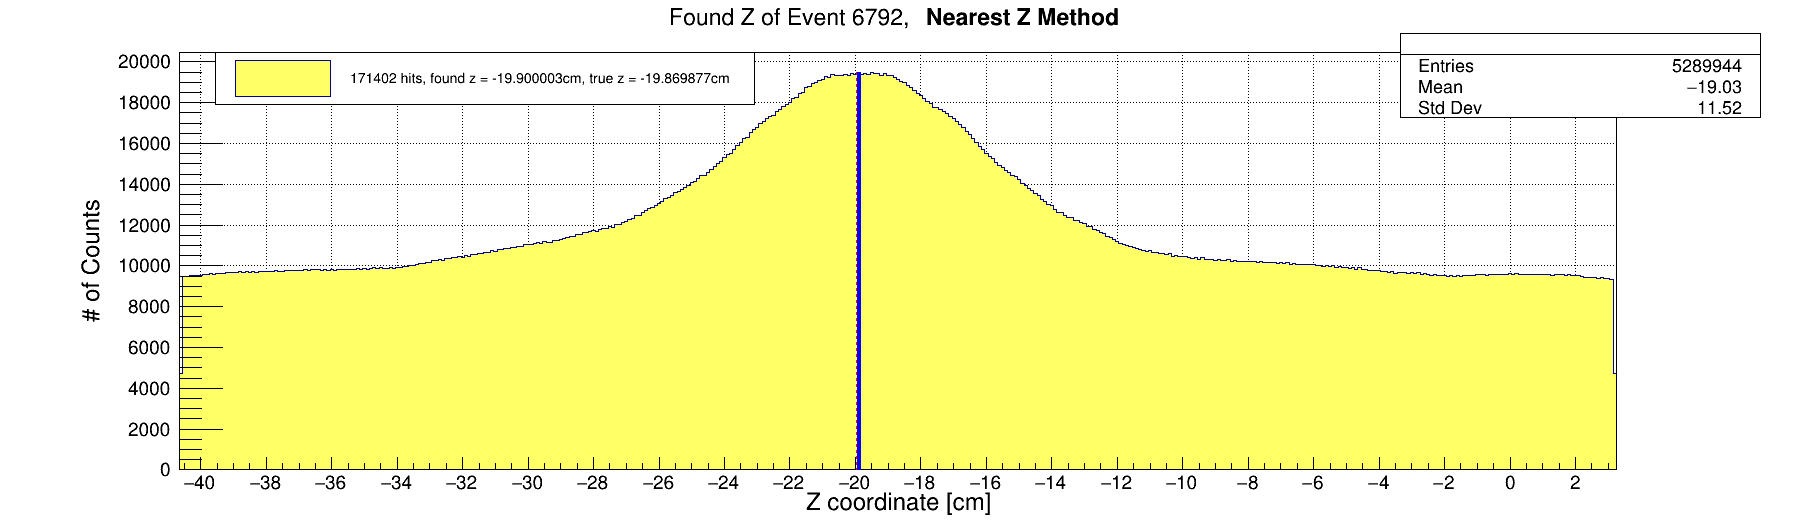 Found Z of Event 6792, Nearest Z Method
171402 hits, found z = -19.900003cm, true z = -19.869877cm
Entries 5289944
Mean −19.03
Std Dev 11.52
# of Counts
20000
18000
16000
14000
12000
10000
8000
6000
4000
2000
0
−40 −38 −36 −34 −32 −30 −28 −26 −24 −22 −20 −18 −16 −14 −12 −10 −8 −6 −4 −2 0 2
Z coordinate [cm]